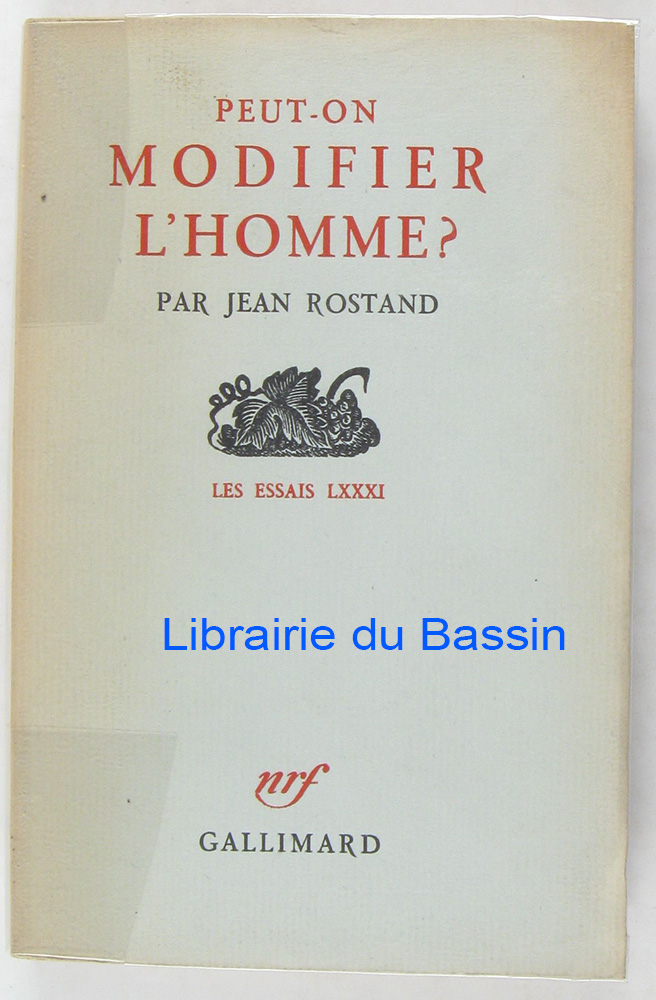 PEUT-ON
MODIFIER
L'HOMME?
PAR JEAN ROSTAND
LES ESSAIS LXXXI
Librairie du Bassin
nrf
GALLIMARD